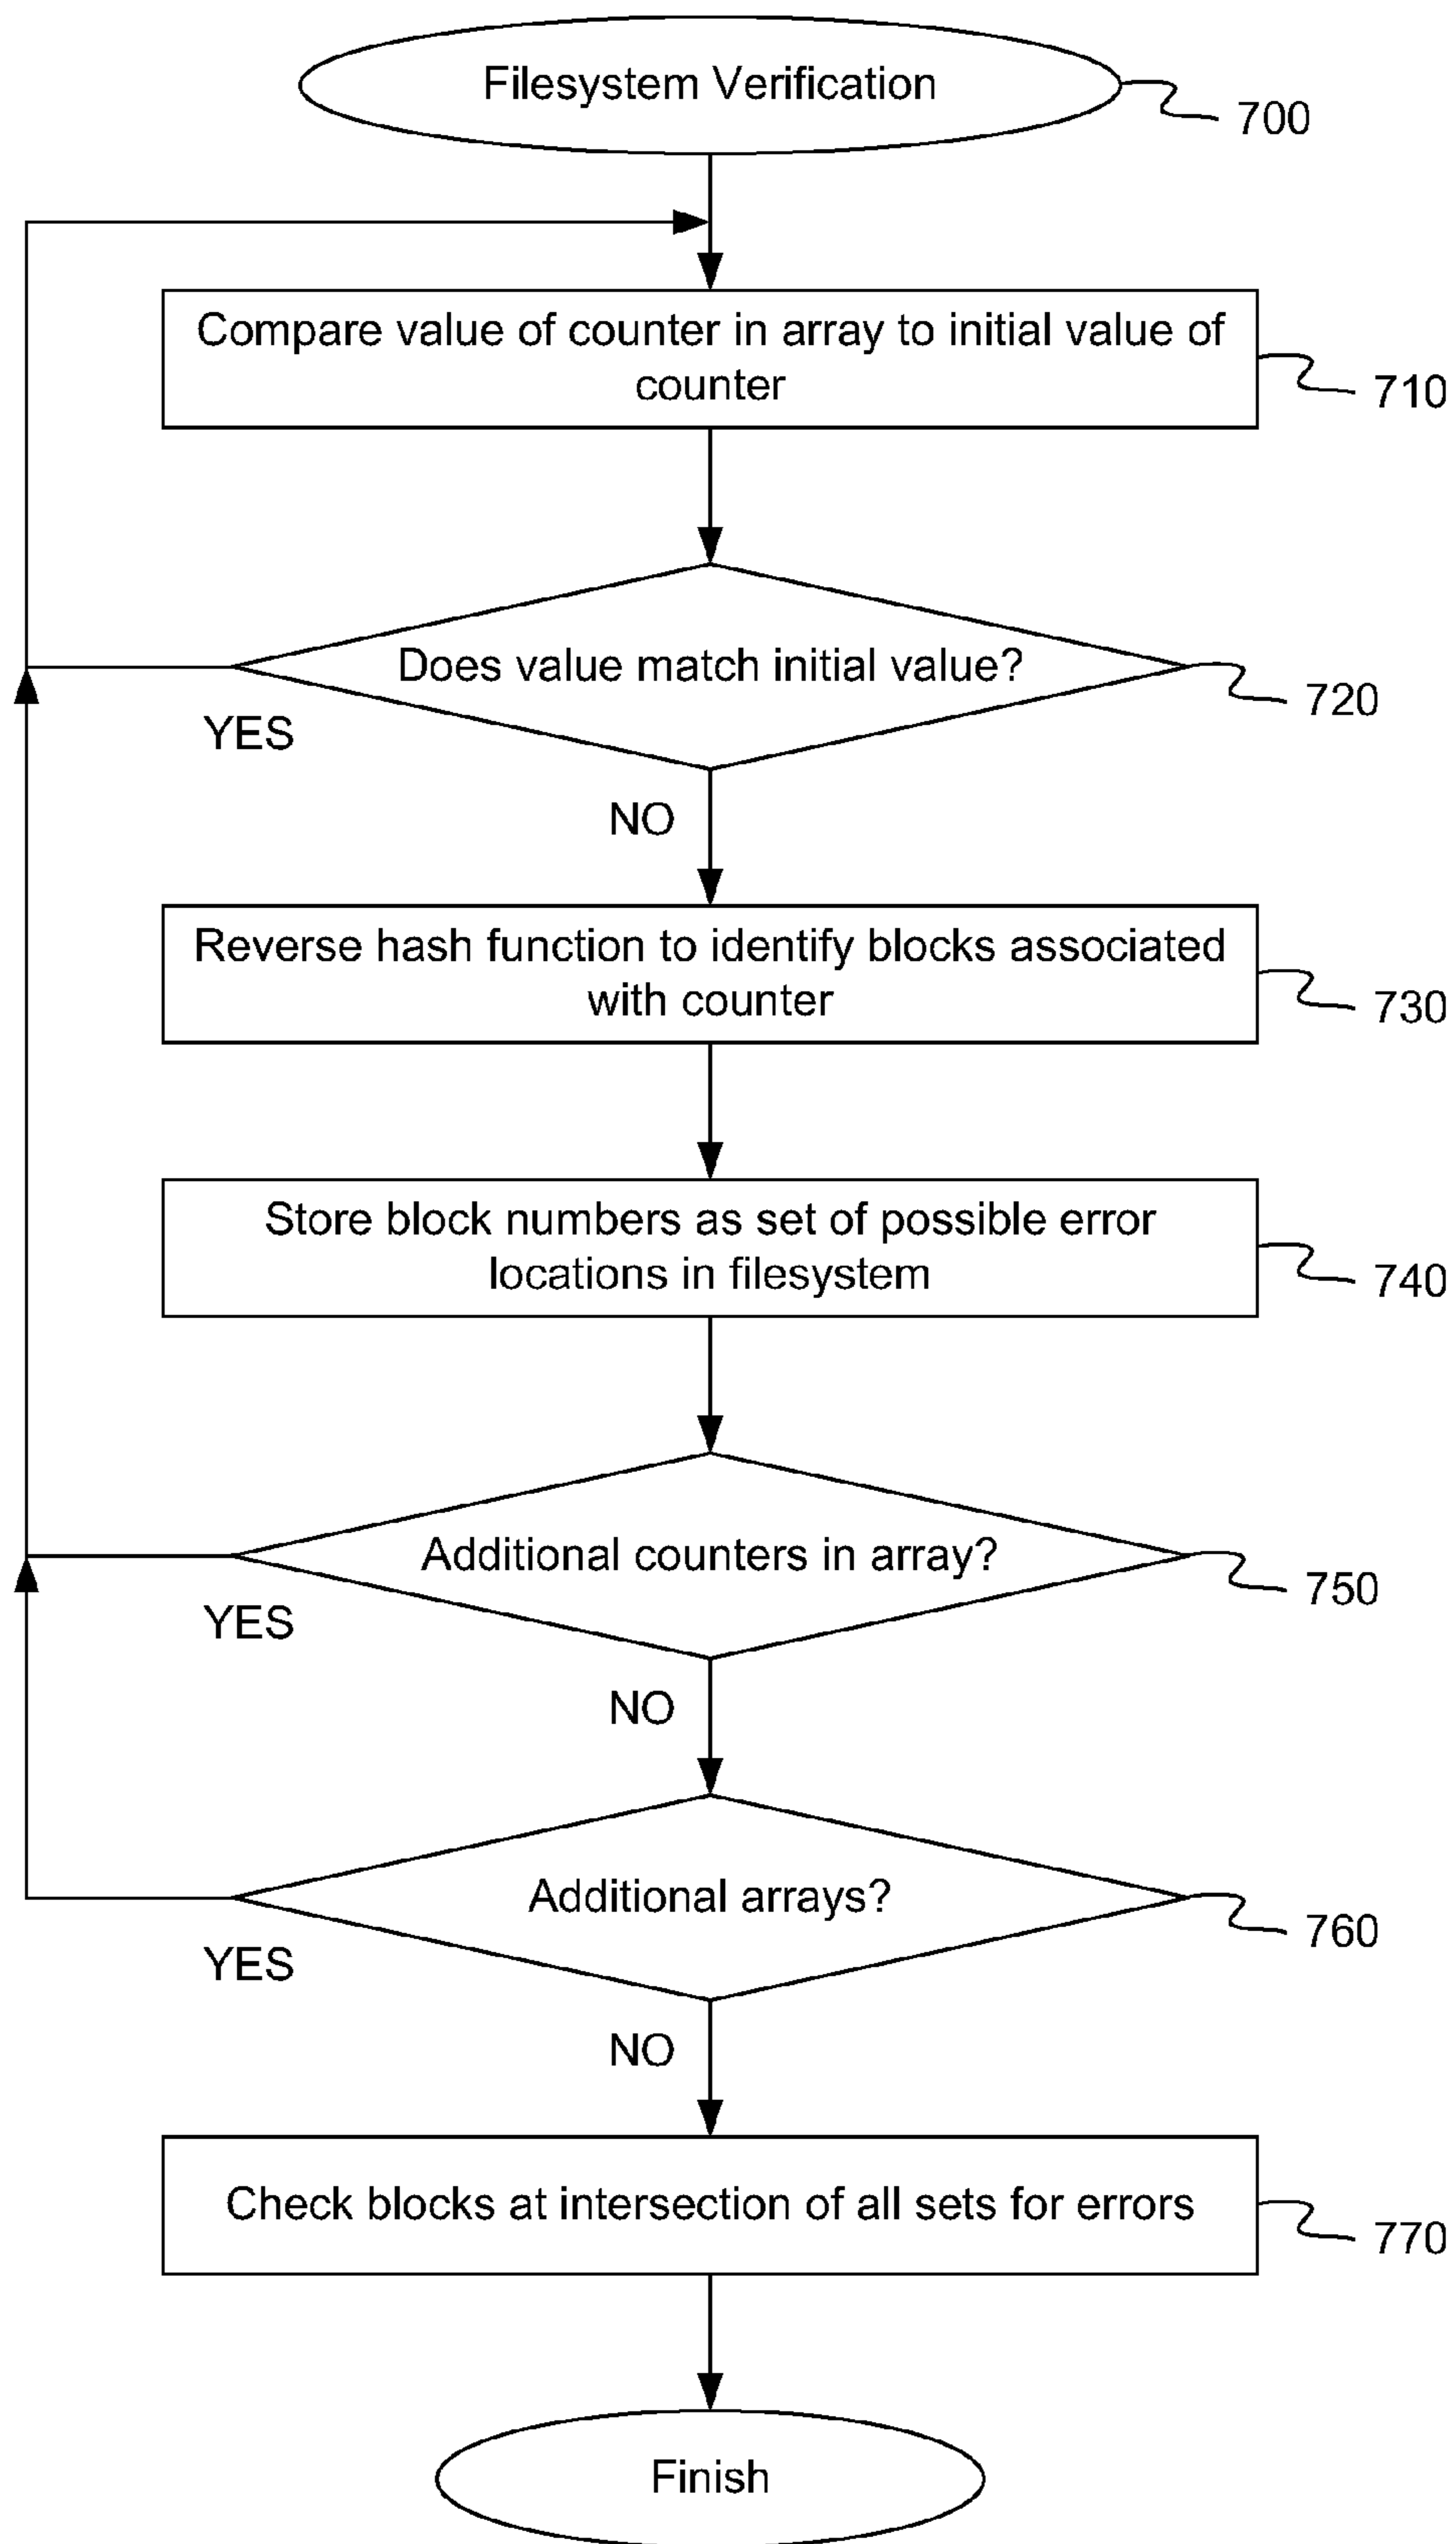 Filesystem Verification
700
Compare value of counter in array to initial value of
counter
710
Does value match initial value?
720
YES
NO
Reverse hash function to identify blocks associated
with counter
730
Store block numbers as set of possible error
locations in filesystem
740
Additional counters in array?
750
YES
NO
Additional arrays?
760
YES
NO
Check blocks at intersection of all sets for errors
770
Finish